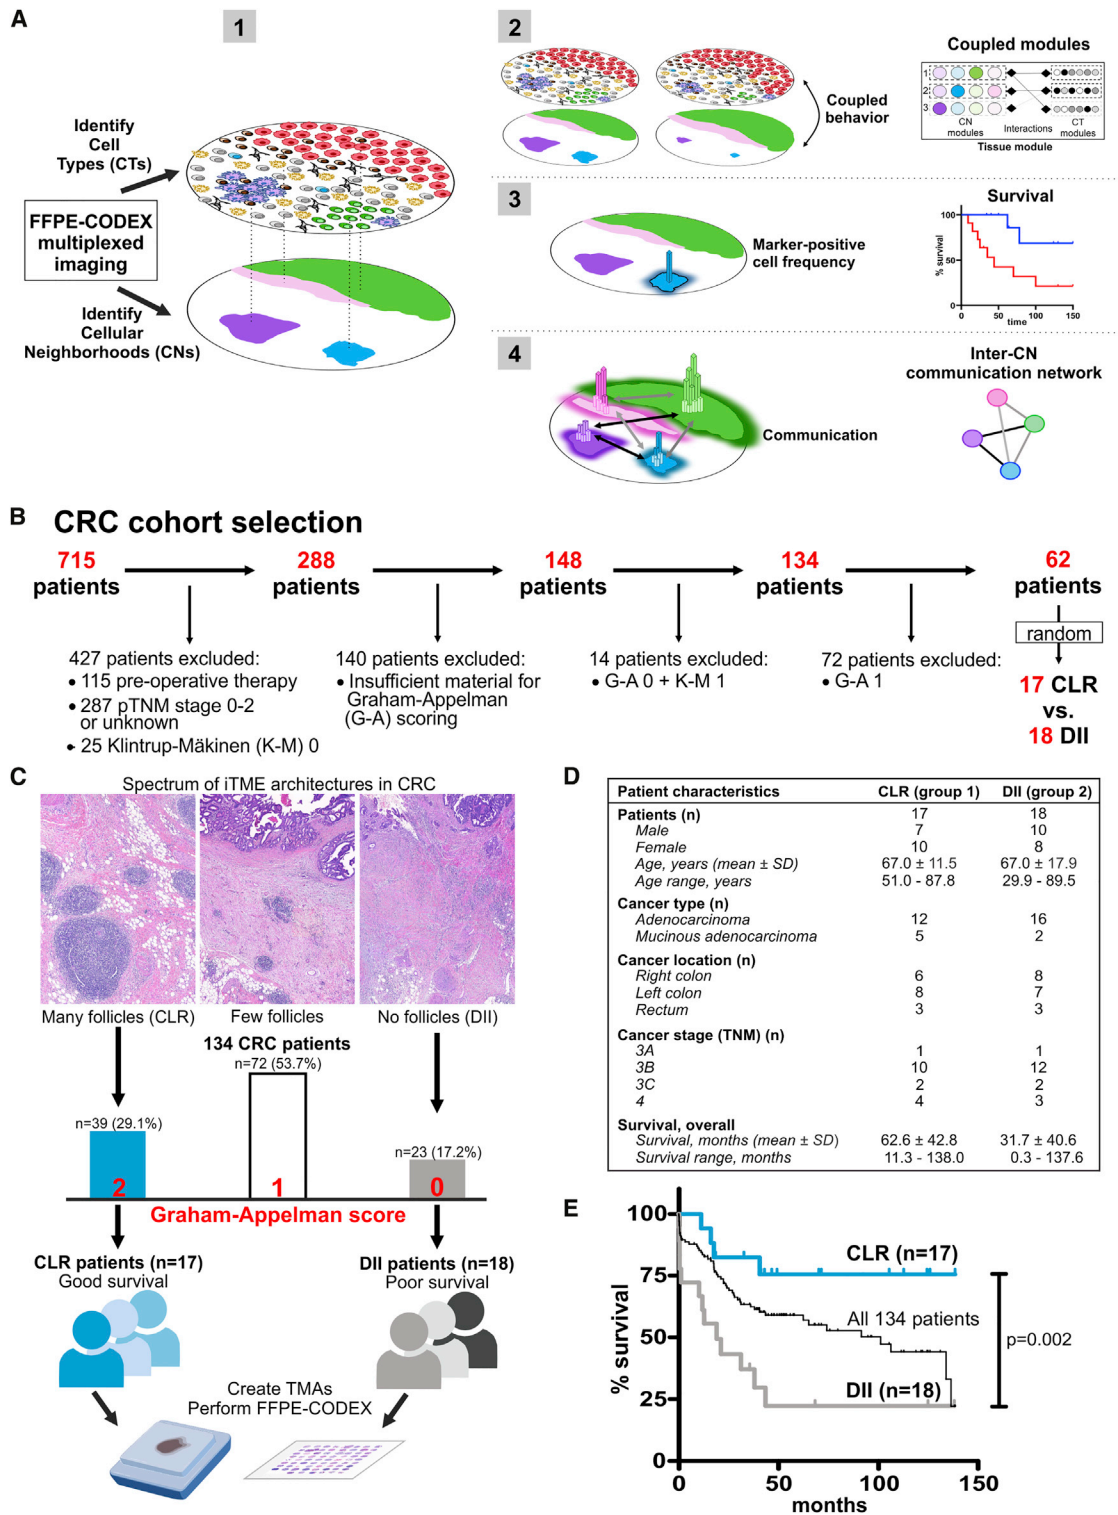 A
1
Identify
Cell
Types (CTs)
FFPE-CODEX
multiplexed
imaging
Identify
Cellular
Neighborhoods (CNs)
2
Coupled
behavior
Coupled modules
1
2
3
CN
modules
Interactions
CT
modules
Tissue module
3
Marker-positive
cell frequency
Survival
% survival
100
50
0
0
50
100
150
time
4
Communication
Inter-CN
communication network
B
CRC cohort selection
715
patients
288
patients
148
patients
134
patients
62
patients
427 patients excluded:
• 115 pre-operative therapy
• 287 pTNM stage 0-2
or unknown
• 25 Klintrup-Mäkinen (K-M) 0
140 patients excluded:
• Insufficient material for
Graham-Appelman
(G-A) scoring
14 patients excluded:
• G-A 0 + K-M 1
72 patients excluded:
• G-A 1
random
17 CLR
vs.
18 DII
C
Spectrum of iTME architectures in CRC
Many follicles (CLR)
Few follicles
No follicles (DII)
134 CRC patients
n=72 (53.7%)
n=39 (29.1%)
n=23 (17.2%)
2
1
0
Graham-Appelman score
CLR patients (n=17)
Good survival
DII patients (n=18)
Poor survival
Create TMAs
Perform FFPE-CODEX
D
Patient characteristics CLR (group 1) DII (group 2)
Patients (n) 17 18
Male 7 10
Female 10 8
Age, years (mean ± SD) 67.0 ± 11.5 67.0 ± 17.9
Age range, years 51.0 - 87.8 29.9 - 89.5
Cancer type (n)
Adenocarcinoma 12 16
Mucinous adenocarcinoma 5 2
Cancer location (n)
Right colon 6 8
Left colon 8 7
Rectum 3 3
Cancer stage (TNM) (n)
3A 1 1
3B 10 12
3C 2 2
4 4 3
Survival, overall
Survival, months (mean ± SD) 62.6 ± 42.8 31.7 ± 40.6
Survival range, months 11.3 - 138.0 0.3 - 137.6
E
% survival
100
75
50
25
0
0
50
100
150
months
CLR (n=17)
All 134 patients
DII (n=18)
p=0.002